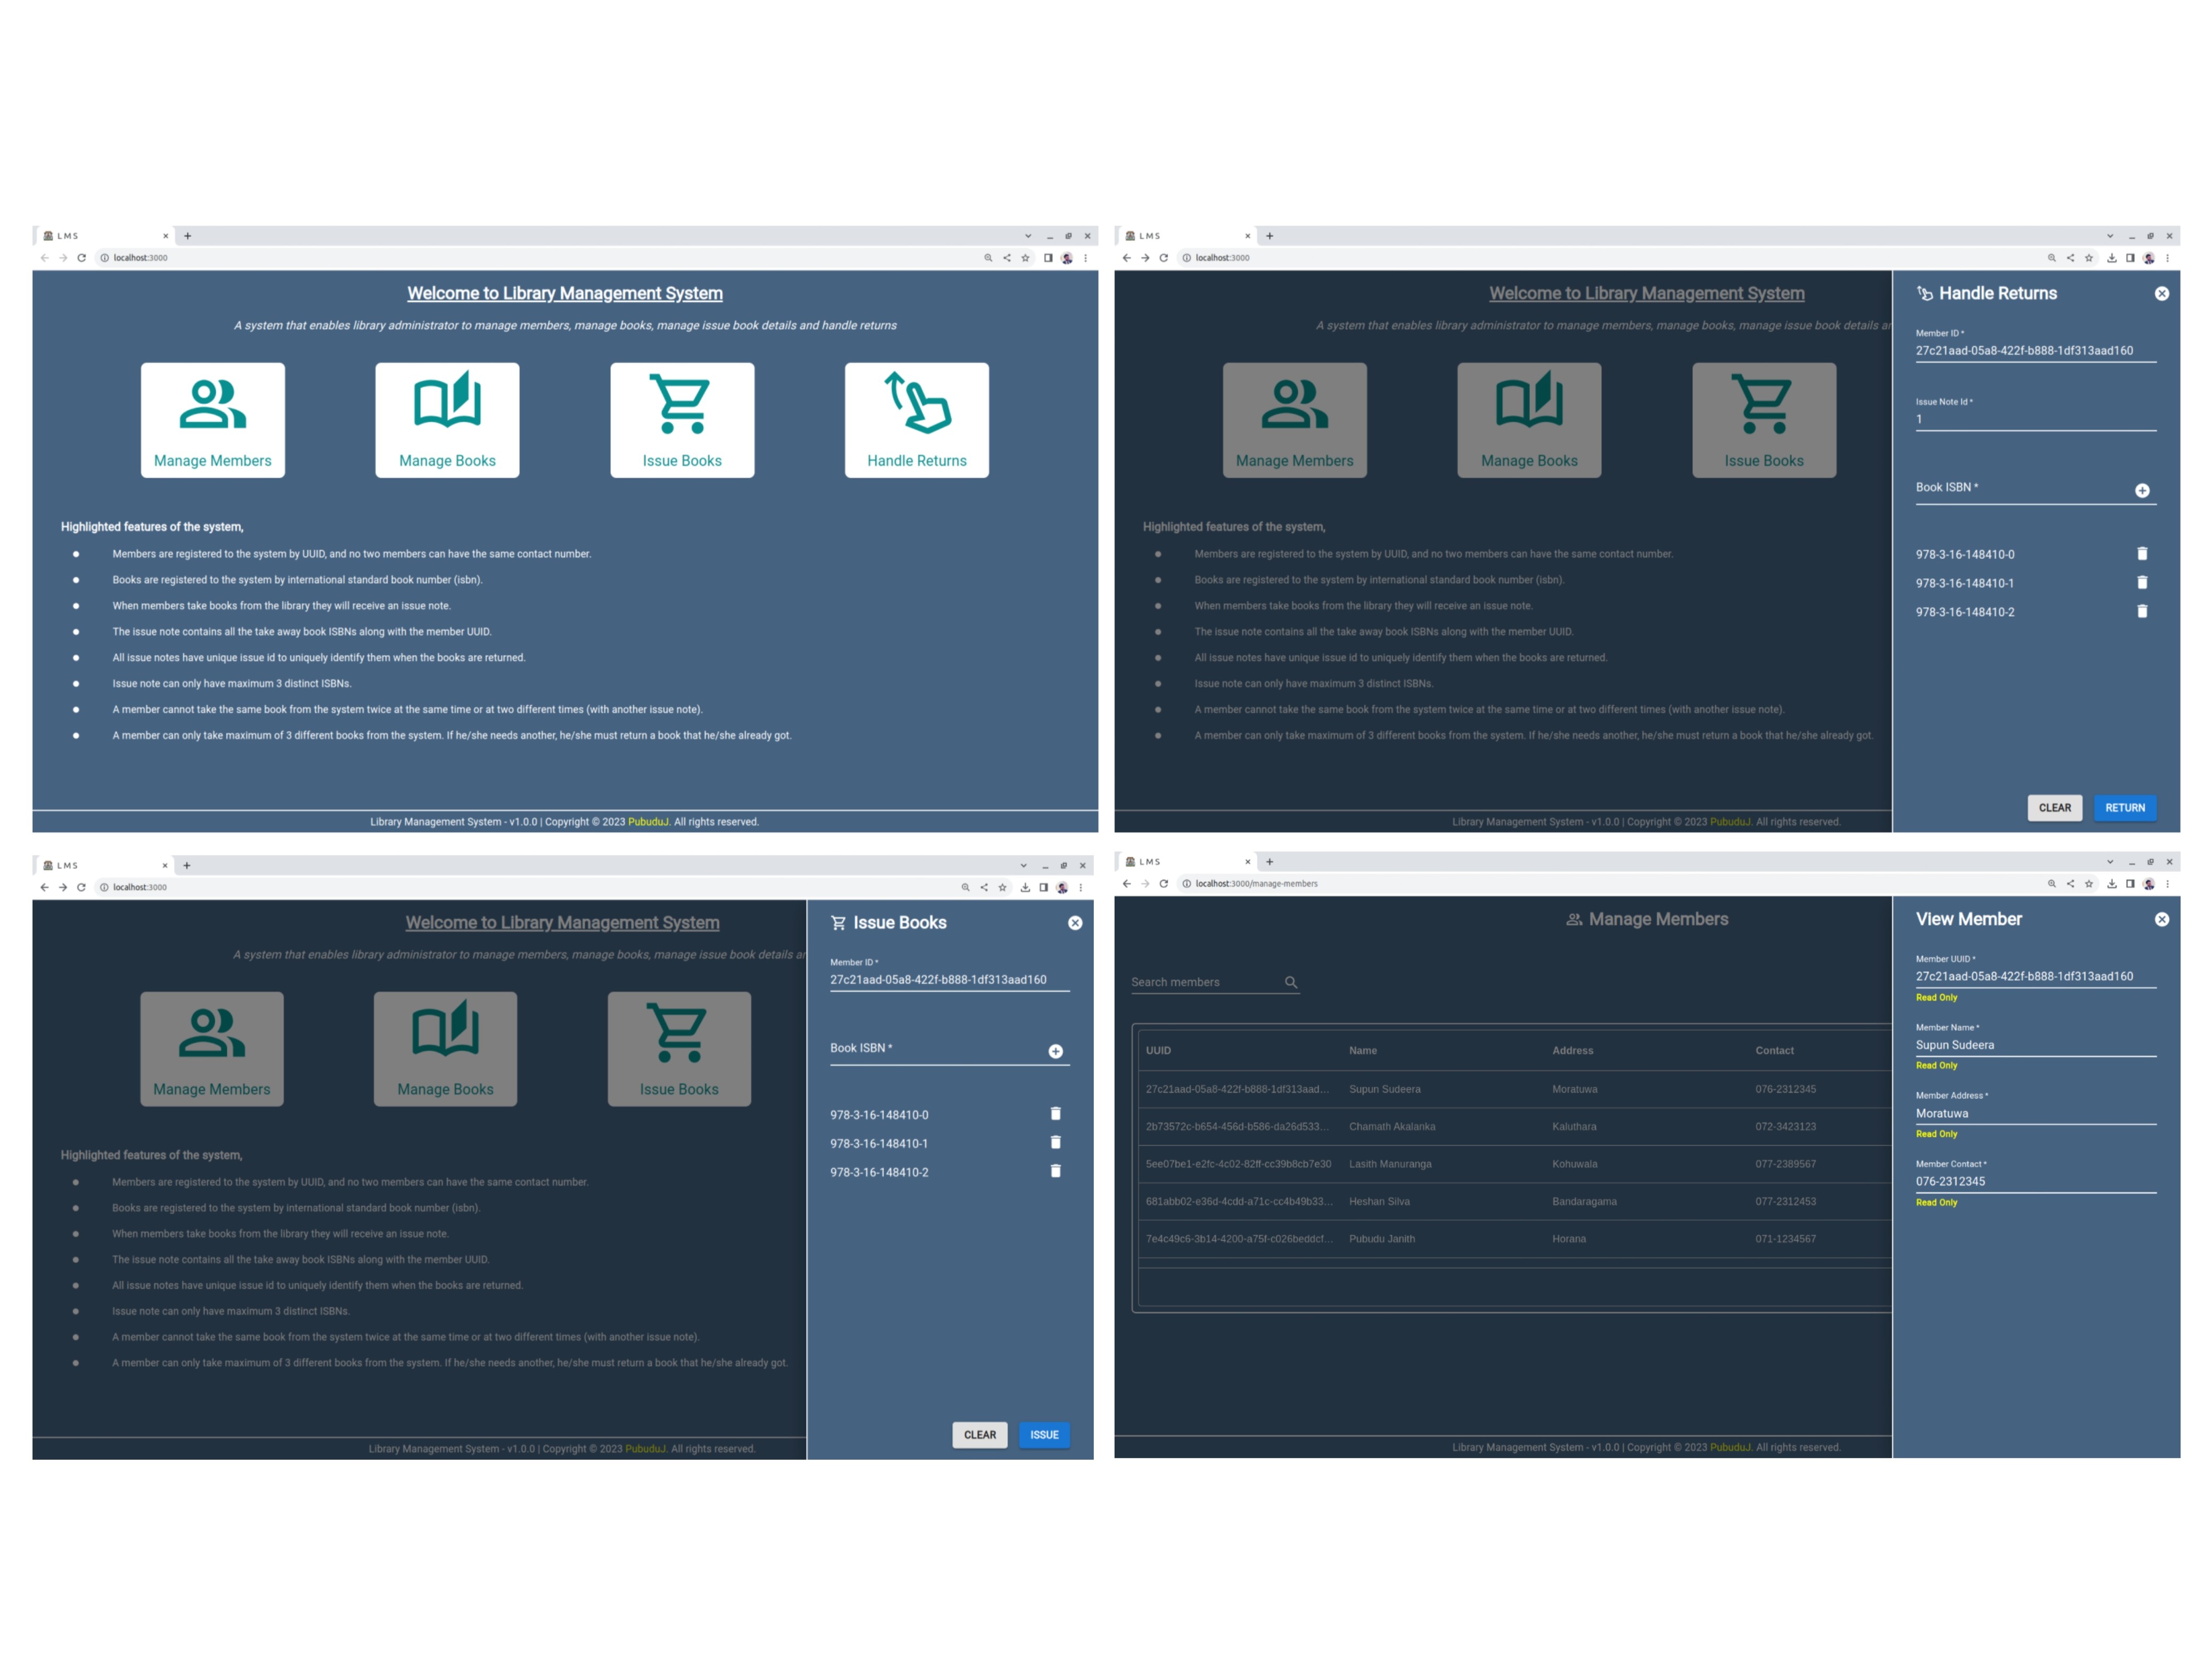 LMS
localhost:3000
Welcome to Library Management System
A system that enables library administrator to manage members, manage books, manage issue book details and handle returns
Manage Members
Manage Books
Issue Books
Handle Returns
Highlighted features of the system,
Members are registered to the system by UUID, and no two members can have the same contact number.
Books are registered to the system by international standard book number (isbn).
When members take books from the library they will receive an issue note.
The issue note contains all the take away book ISBNs along with the member UUID.
All issue notes have unique issue id to uniquely identify them when the books are returned.
Issue note can only have maximum 3 distinct ISBNs.
A member cannot take the same book from the system twice at the same time or at two different times (with another issue note).
A member can only take maximum of 3 different books from the system. If he/she needs another, he/she must return a book that he/she already got.
Library Management System - v1.0.0 | Copyright © 2023 PubuduJ. All rights reserved.
LMS
localhost:3000
Welcome to Library Management System
A system that enables library administrator to manage members, manage books, manage issue book details ar
Manage Members
Manage Books
Issue Books
Highlighted features of the system,
Members are registered to the system by UUID, and no two members can have the same contact number.
Books are registered to the system by international standard book number (isbn).
When members take books from the library they will receive an issue note.
The issue note contains all the take away book ISBNs along with the member UUID.
All issue notes have unique issue id to uniquely identify them when the books are returned.
Issue note can only have maximum 3 distinct ISBNs.
A member cannot take the same book from the system twice at the same time or at two different times (with another issue note).
A member can only take maximum of 3 different books from the system. If he/she needs another, he/she must return a book that he/she already got.
Library Management System - v1.0.0 | Copyright © 2023 PubuduJ. All rights reserved.
Handle Returns
Member ID *
27c21aad-05a8-422f-b888-1df313aad160
Issue Note Id *
1
Book ISBN *
978-3-16-148410-0
978-3-16-148410-1
978-3-16-148410-2
CLEAR
RETURN
LMS
localhost:3000
Welcome to Library Management System
A system that enables library administrator to manage members, manage books, manage issue book details ar
Manage Members
Manage Books
Issue Books
Highlighted features of the system,
Members are registered to the system by UUID, and no two members can have the same contact number.
Books are registered to the system by international standard book number (isbn).
When members take books from the library they will receive an issue note.
The issue note contains all the take away book ISBNs along with the member UUID.
All issue notes have unique issue id to uniquely identify them when the books are returned.
Issue note can only have maximum 3 distinct ISBNs.
A member cannot take the same book from the system twice at the same time or at two different times (with another issue note).
A member can only take maximum of 3 different books from the system. If he/she needs another, he/she must return a book that he/she already got.
Library Management System - v1.0.0 | Copyright © 2023 PubuduJ. All rights reserved.
Issue Books
Member ID *
27c21aad-05a8-422f-b888-1df313aad160
Book ISBN *
978-3-16-148410-0
978-3-16-148410-1
978-3-16-148410-2
CLEAR
ISSUE
LMS
localhost:3000/manage-members
Manage Members
Search members
UUID Name Address Contact
27c21aad-05a8-422f-b888-1df313aad... Supun Sudeera Moratuwa 076-2312345
2b73572c-b654-456d-b586-da26d533... Chamath Akalanka Kaluthara 072-3423123
5ee07be1-e2fc-4c02-82ff-cc39b8cb7e30 Lasith Manuranga Kohuwala 077-2389567
681abb02-e36d-4cdd-a71c-cc4b49b33... Heshan Silva Bandaragama 077-2312453
7e4c49c6-3b14-4200-a75f-c026beddcf... Pubudu Janith Horana 071-1234567
Library Management System - v1.0.0 | Copyright © 2023 PubuduJ. All rights reserved.
View Member
Member UUID *
27c21aad-05a8-422f-b888-1df313aad160
Read Only
Member Name *
Supun Sudeera
Read Only
Member Address *
Moratuwa
Read Only
Member Contact *
076-2312345
Read Only